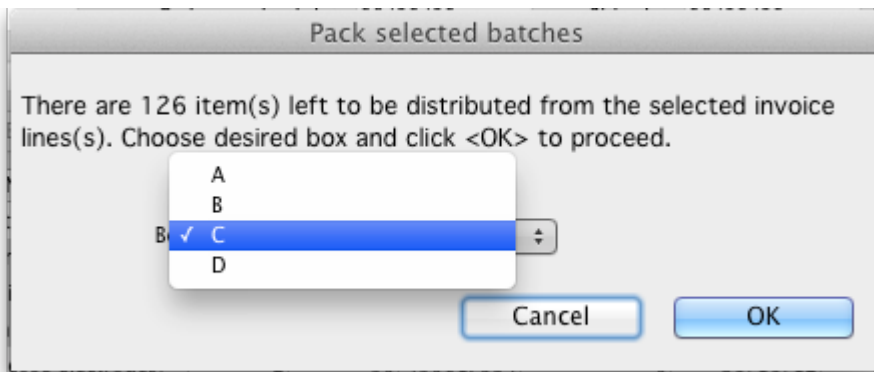 Pack selected batches
There are 126 item(s) left to be distributed from the selected invoice
lines(s). Choose desired box and click <OK> to proceed.
A
B
✓ C
D
Cancel
OK